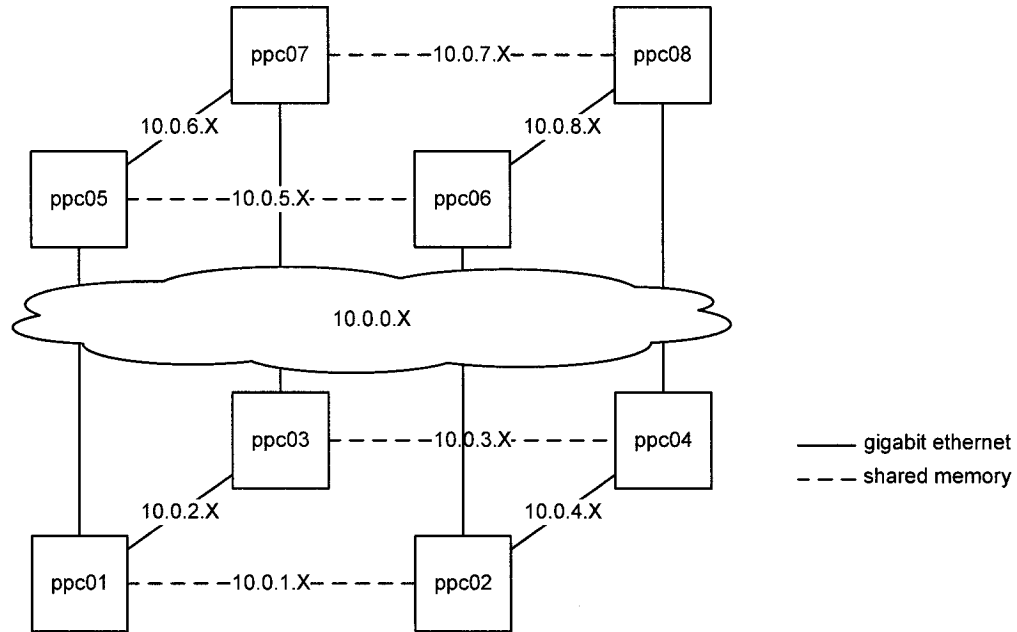 ppc07
10.0.7.X
ppc08
10.0.6.X
10.0.8.X
ppc05
10.0.5.X
ppc06
10.0.0.X
ppc03
10.0.3.X
ppc04
gigabit ethernet
shared memory
10.0.2.X
10.0.4.X
ppc01
10.0.1.X
ppc02